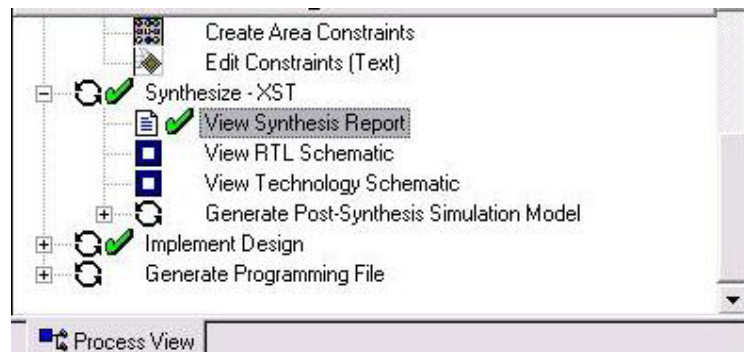 Create Area Constraints
Edit Constraints (Text)
Synthesize - XST
View Synthesis Report
View RTL Schematic
View Technology Schematic
Generate Post-Synthesis Simulation Model
Implement Design
Generate Programming File
Process View